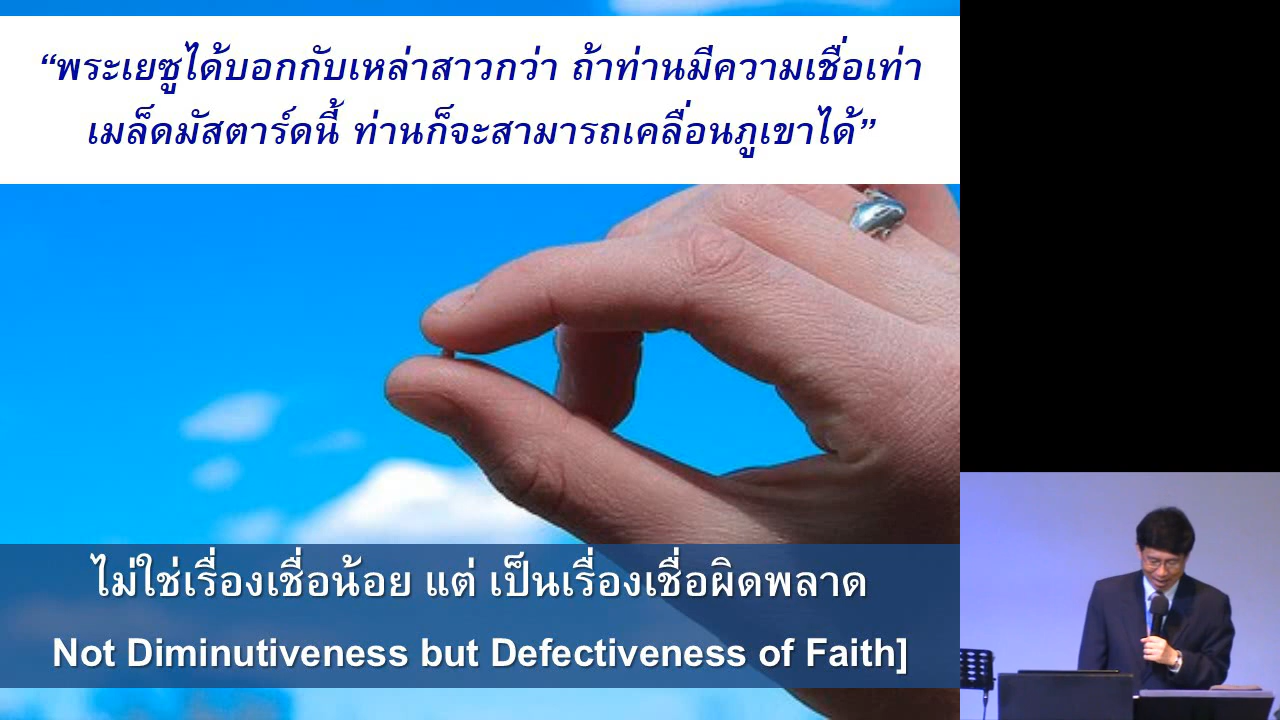 “พระเยซูได้บอกกับเหล่าสาวกว่า ถ้าท่านมีความเชื่อเท่า
เมล็ดมัสตาร์ดนี้ ท่านก็จะสามารถเคลื่อนภูเขาได้”
ไม่ใช่เรื่องเชื่อน้อย แต่ เป็นเรื่องเชื่อผิดพลาด
Not Diminutiveness but Defectiveness of Faith]